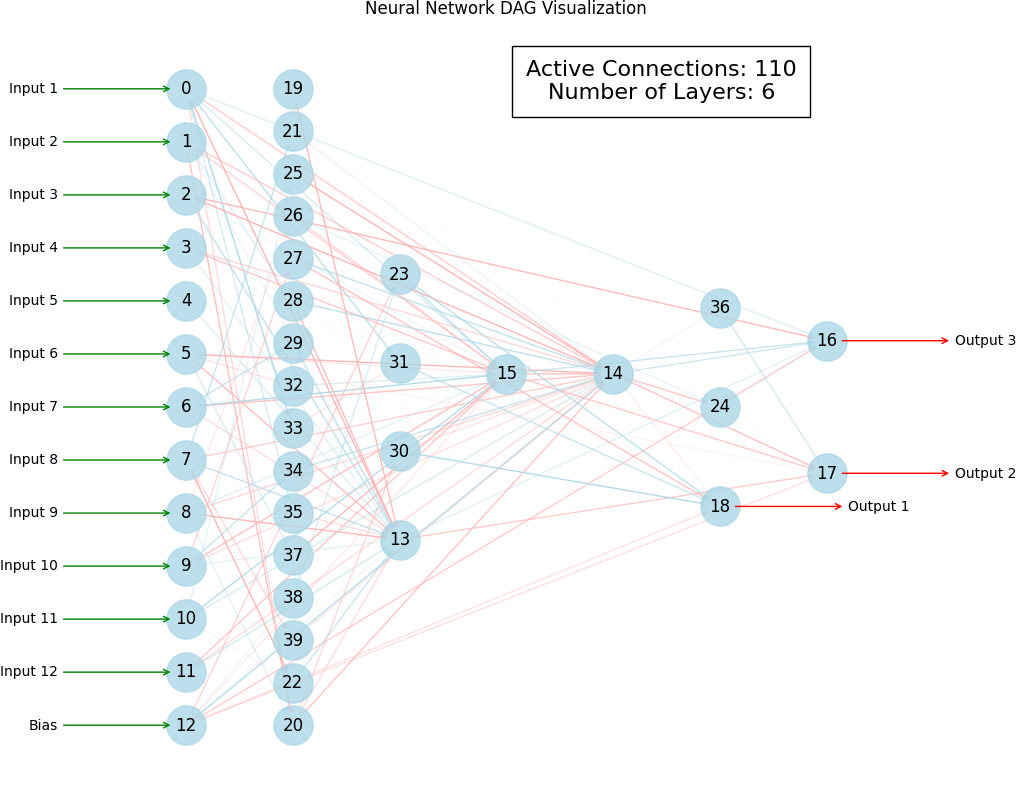 Neural Network DAG Visualization
Active Connections: 110
Number of Layers: 6
Input 1
0
19
21
Input 2
1
25
Input 3
2
26
Input 4
3
27
23
Input 5
4
28
36
Input 6
5
29
31
16
Output 3
32
15
14
Input 7
6
33
24
Input 8
7
34
30
17
Output 2
Input 9
8
35
18
Output 1
13
Input 10
9
37
38
Input 11
10
39
Input 12
11
22
Bias
12
20